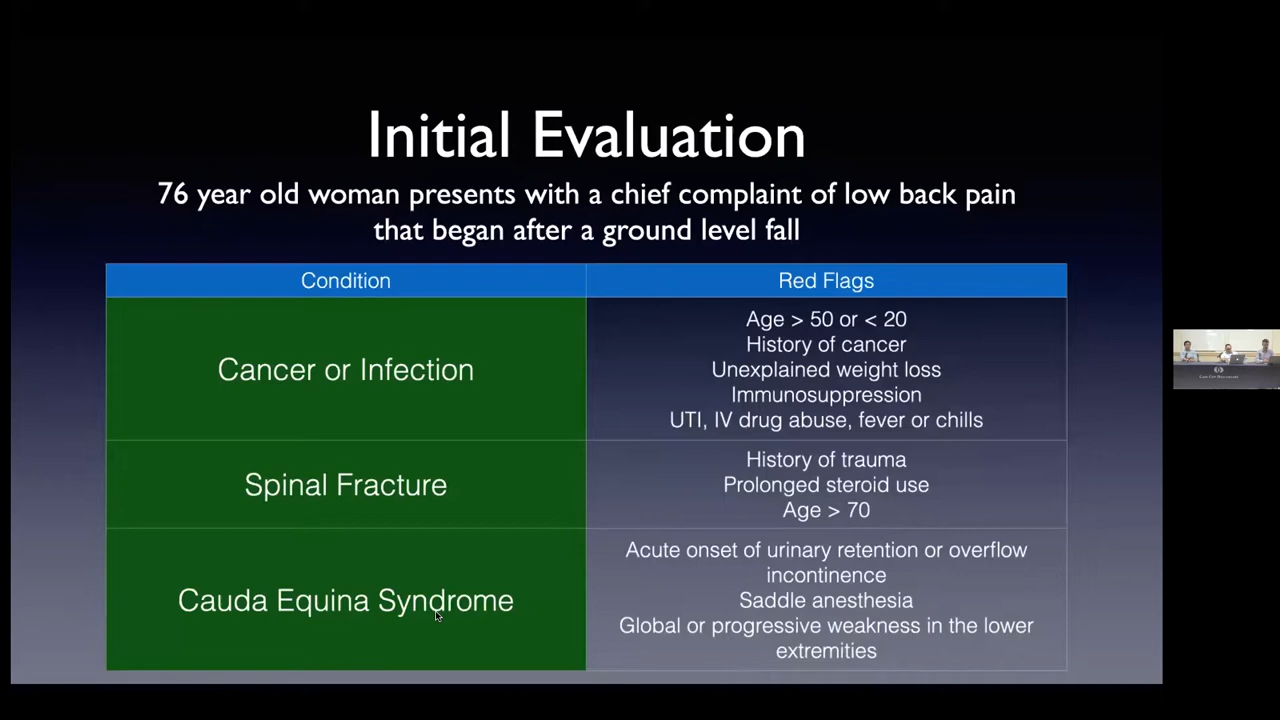 Initial Evaluation
76 year old woman presents with a chief complaint of low back pain
that began after a ground level fall
Condition
Red Flags
Cancer or Infection
Age > 50 or < 20
History of cancer
Unexplained weight loss
Immunosuppression
UTI, IV drug abuse, fever or chills
Spinal Fracture
History of trauma
Prolonged steroid use
Age > 70
Cauda Equina Syndrome
Acute onset of urinary retention or overflow
incontinence
Saddle anesthesia
Global or progressive weakness in the lower
extremities